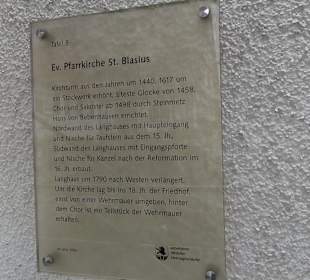 Tafel 8
Ev. Pfarrkirche St. Blasius
Kirchturm aus den Jahren um 1440, 1617 um
ein Stockwerk erhöht, älteste Glocke von 1458.
Chor und Sakristei ab 1498 durch Steinmetz
Hans von Bebenhausen errichtet.
Nordwand des Langhauses mit Haupteingang
und Nische für Taufstein aus dem 15. Jh.
Südwand des Langhauses mit Eingangspforte
und Nische für Kanzel nach der Reformation im
16. Jh. erbaut.
Langhaus um 1790 nach Westen verlängert.
Um die Kirche lag bis ins 18. Jh. der Friedhof
einst von einer Wehrmauer umgeben, hinter
dem Chor ist ein Teilstück der Wehrmauer
erhalten.